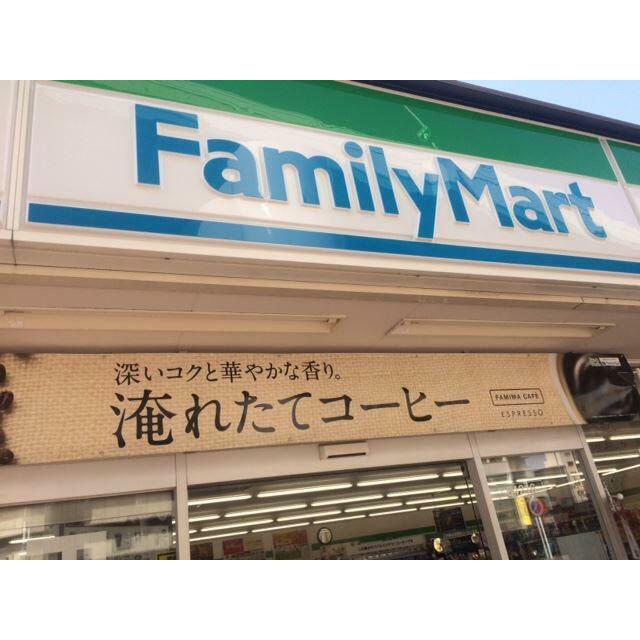 FamilyMart
深いコクと華やかな香り。
淹れたてコーヒー
FAMIMA CAFÉ
ESPRESSO